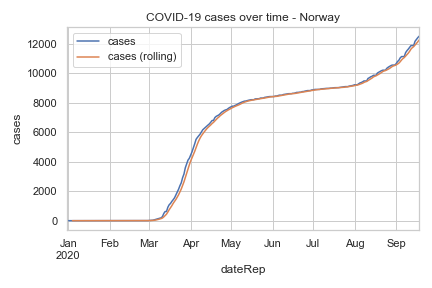 COVID-19 cases over time - Norway
cases
cases (rolling)
12000
10000
8000
6000
4000
2000
0
cases
Jan Feb Mar Apr May Jun Jul Aug Sep
2020
dateRep